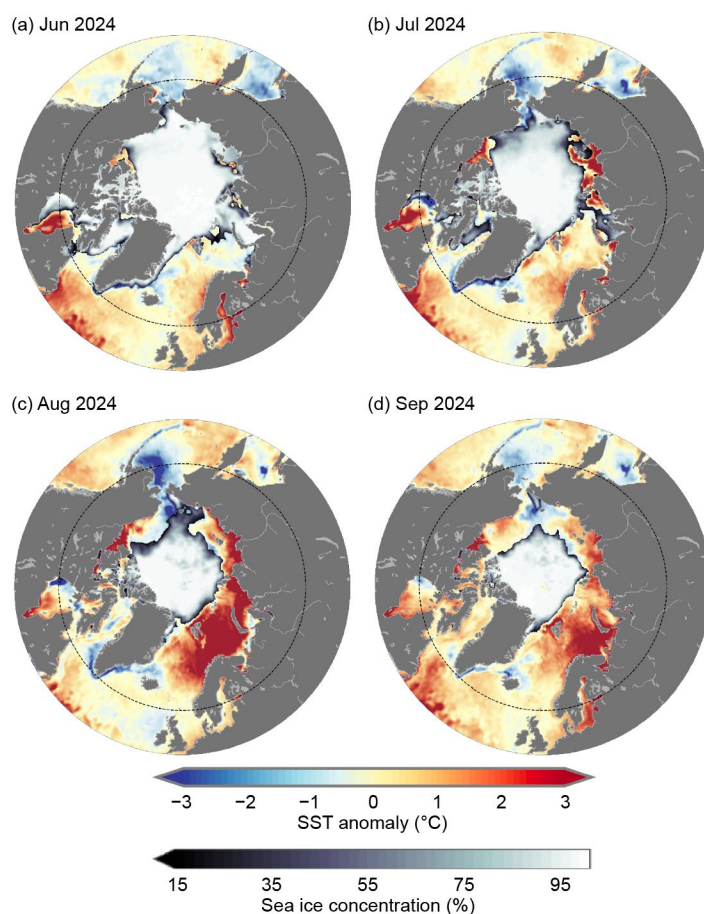 (a) Jun 2024
(b) Jul 2024
(c) Aug 2024
(d) Sep 2024
−3 −2 −1 0 1 2 3
SST anomaly (°C)
15 35 55 75 95
Sea ice concentration (%)